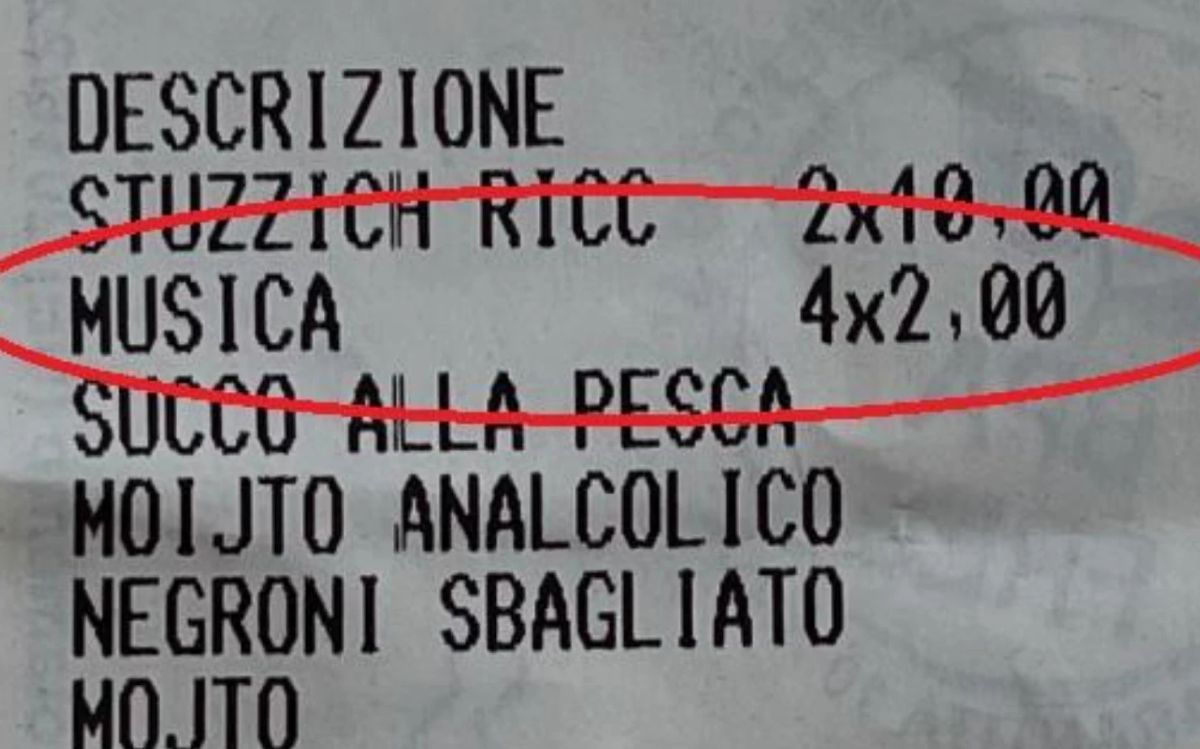 DESCRIZIONE
STUZZICH RICC 2x10,00
MUSICA 4x2,00
SUCCO ALLA PESCA
MOIJTO ANALCOLICO
NEGRONI SBAGLIATO
MOJTO